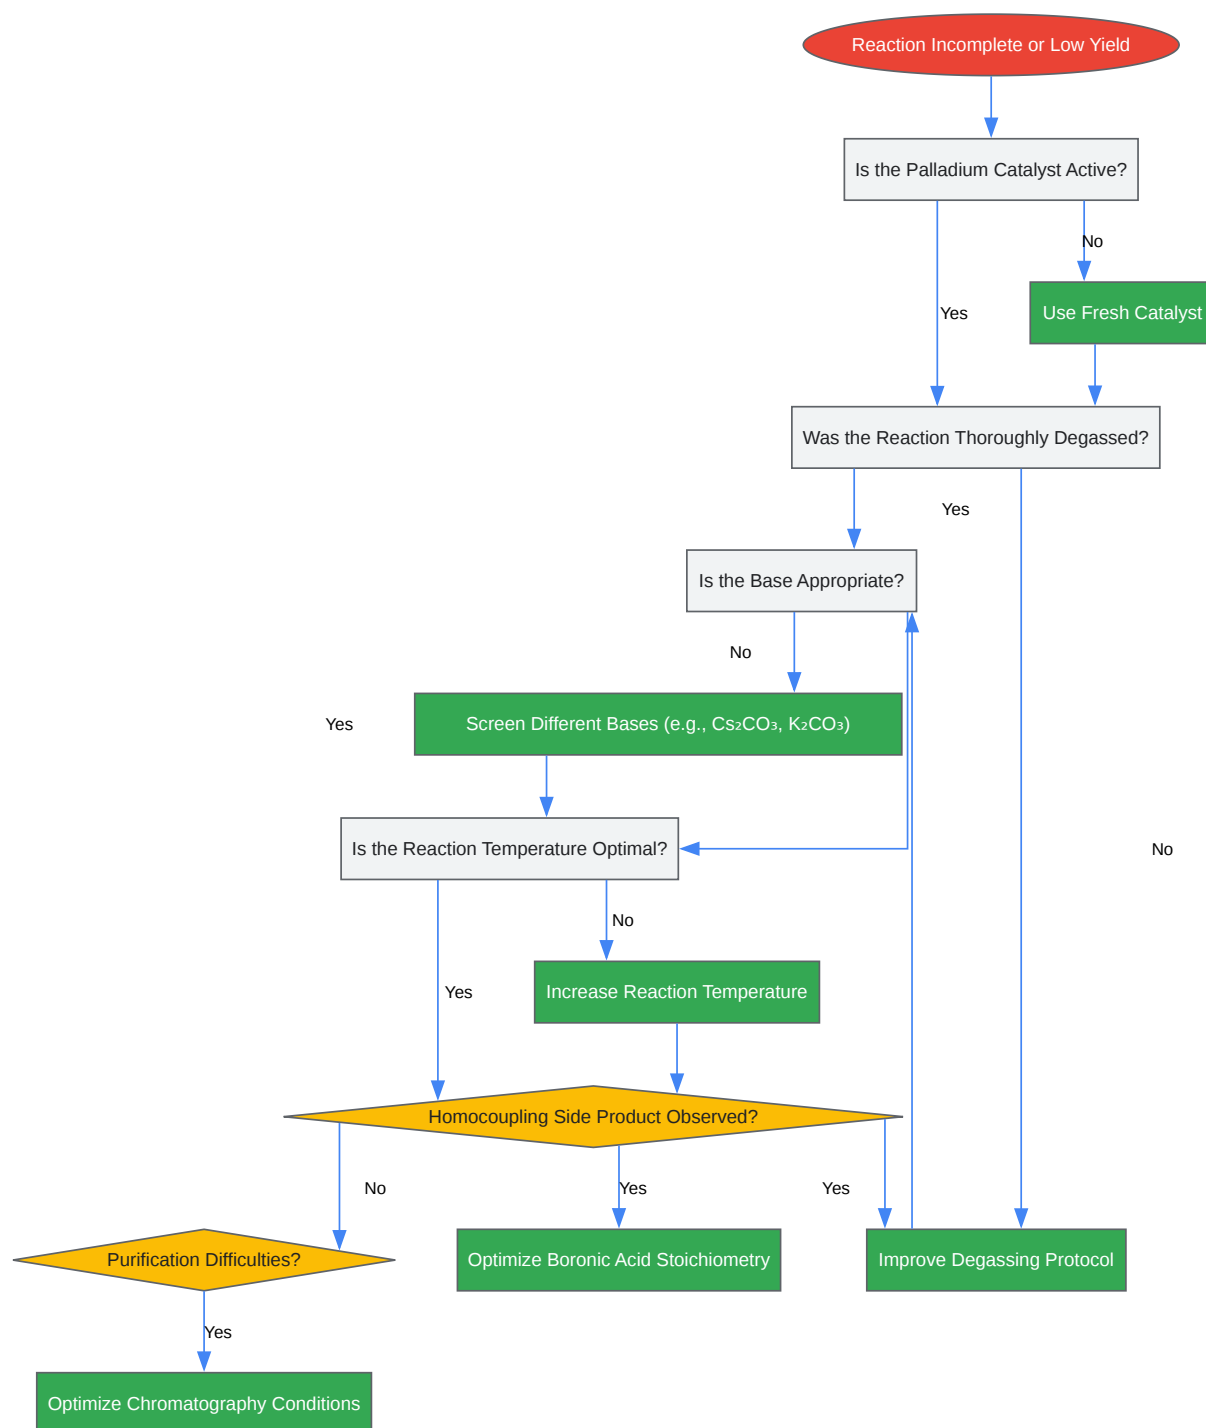 Reaction Incomplete or Low Yield
Is the Palladium Catalyst Active?
No
Yes
Use Fresh Catalyst
Was the Reaction Thoroughly Degassed?
Yes
Is the Base Appropriate?
No
Yes
Screen Different Bases (e.g., Cs₂CO₃, K₂CO₃)
Is the Reaction Temperature Optimal?
No
No
Yes
Increase Reaction Temperature
Homocoupling Side Product Observed?
No
Yes
Yes
Purification Difficulties?
Optimize Boronic Acid Stoichiometry
Improve Degassing Protocol
Yes
Optimize Chromatography Conditions